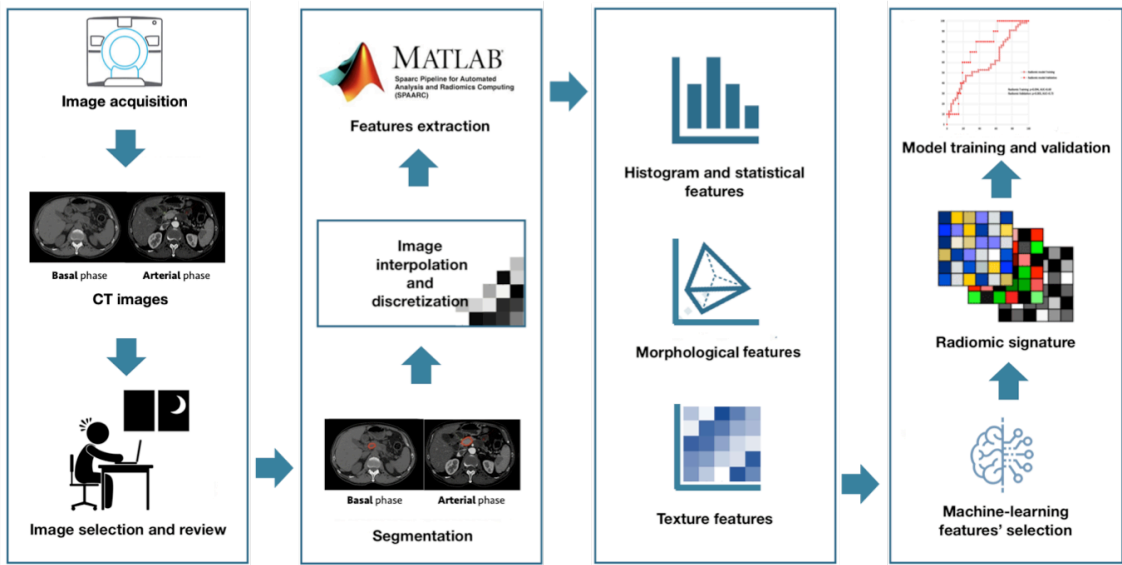 Image acquisition
Basal phase
Arterial phase
CT images
Image selection and review
MATLAB®
Spaarc Pipeline for Automated
Analysis and Radiomics Computing
(SPAARC)
Features extraction
Image
interpolation
and
discretization
Basal phase
Arterial phase
Segmentation
Histogram and statistical
features
Morphological features
Texture features
Model training and validation
Radiomic signature
Machine-learning
features’ selection